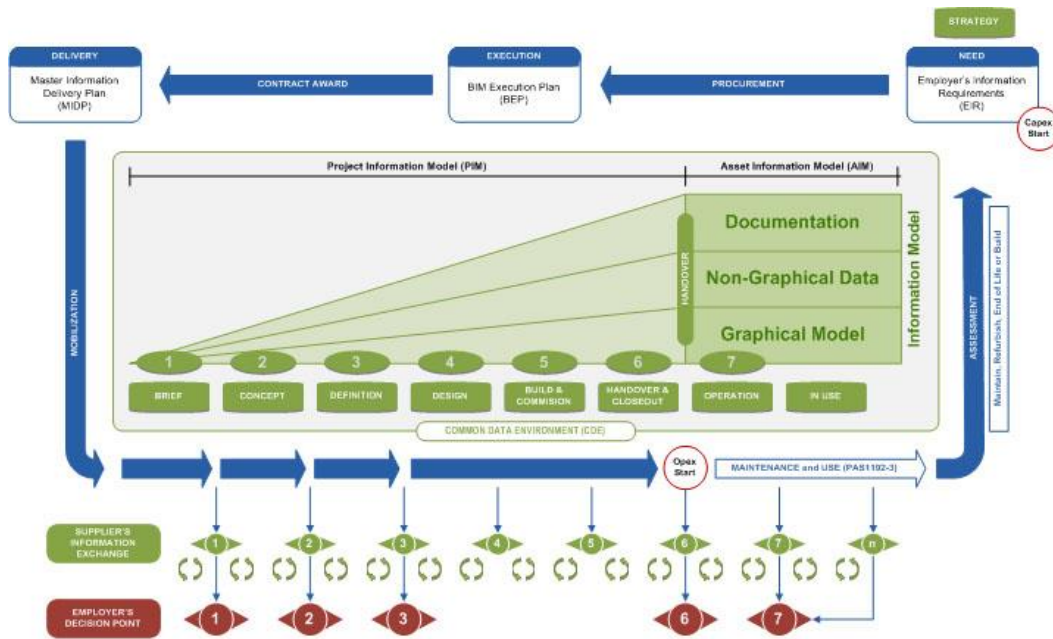 STRATEGY
DELIVERY
Master Information
Delivery Plan
(MIDP)
CONTRACT AWARD
EXECUTION
BIM Execution Plan
(BEP)
PROCUREMENT
NEED
Employer's Information
Requirements
(EIR)
Capex
Start
Project Information Model (PIM)
Asset Information Model (AIM)
Documentation
Non-Graphical Data
Graphical Model
HANDOVER
Information Model
MOBILIZATION
ASSESSMENT
Maintain, Refurbish, End of Life or Build
1
2
3
4
5
6
7
BRIEF
CONCEPT
DEFINITION
DESIGN
BUILD &
COMMISION
HANDOVER &
CLOSEOUT
OPERATION
IN USE
COMMON DATA ENVIRONMENT (CDE)
Opex
Start
MAINTENANCE and USE (PAS1192-3)
SUPPLIER'S
INFORMATION
EXCHANGE
1
2
3
4
5
6
7
n
EMPLOYER'S
DECISION POINT
1
2
3
6
7